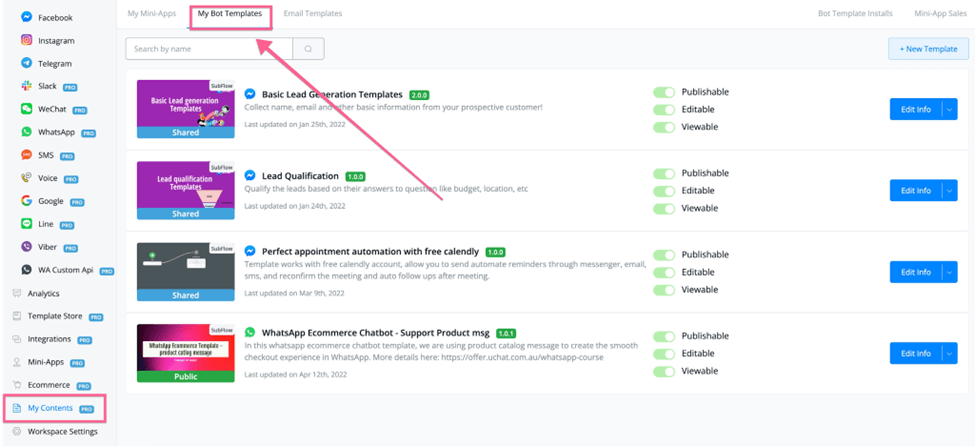 Facebook
Instagram
Telegram
Slack PRO
WeChat PRO
WhatsApp PRO
SMS PRO
Voice PRO
Google PRO
Line PRO
Viber PRO
WA Custom Api PRO
Analytics
Template Store PRO
Integrations PRO
Mini-Apps PRO
Ecommerce PRO
My Contents PRO
Workspace Settings
My Mini-Apps My Bot Templates Email Templates Bot Template Installs Mini-App Sales
Search by name
+ New Template
SubFlow
Basic Lead generation
Templates
Shared
Basic Lead Generation Templates 2.0.0
Collect name, email and other basic information from your prospective customer!
Last updated on Jan 25th, 2022
Publishable
Editable
Viewable
Edit Info
SubFlow
Lead qualification
Templates
Shared
Lead Qualification 1.0.0
Qualify the leads based on their answers to question like budget, location, etc
Last updated on Jan 24th, 2022
Publishable
Editable
Viewable
Edit Info
SubFlow
Shared
Perfect appointment automation with free calendly 1.0.0
Template works with free calendly account, allow you to send automate reminders through messenger, email,
sms, and reconfirm the meeting and auto follow ups after meeting.
Last updated on Mar 9th, 2022
Publishable
Editable
Viewable
Edit Info
SubFlow
WhatsApp Ecommerce Template -
product catlog message
Public
WhatsApp Ecommerce Chatbot - Support Product msg 1.0.1
In this whatsapp ecommerce chatbot template, we are using product catalog message to create the smooth
checkout experience in WhatsApp. More details here: https://offer.uchat.com.au/whatsapp-course
Last updated on Apr 12th, 2022
Publishable
Editable
Viewable
Edit Info